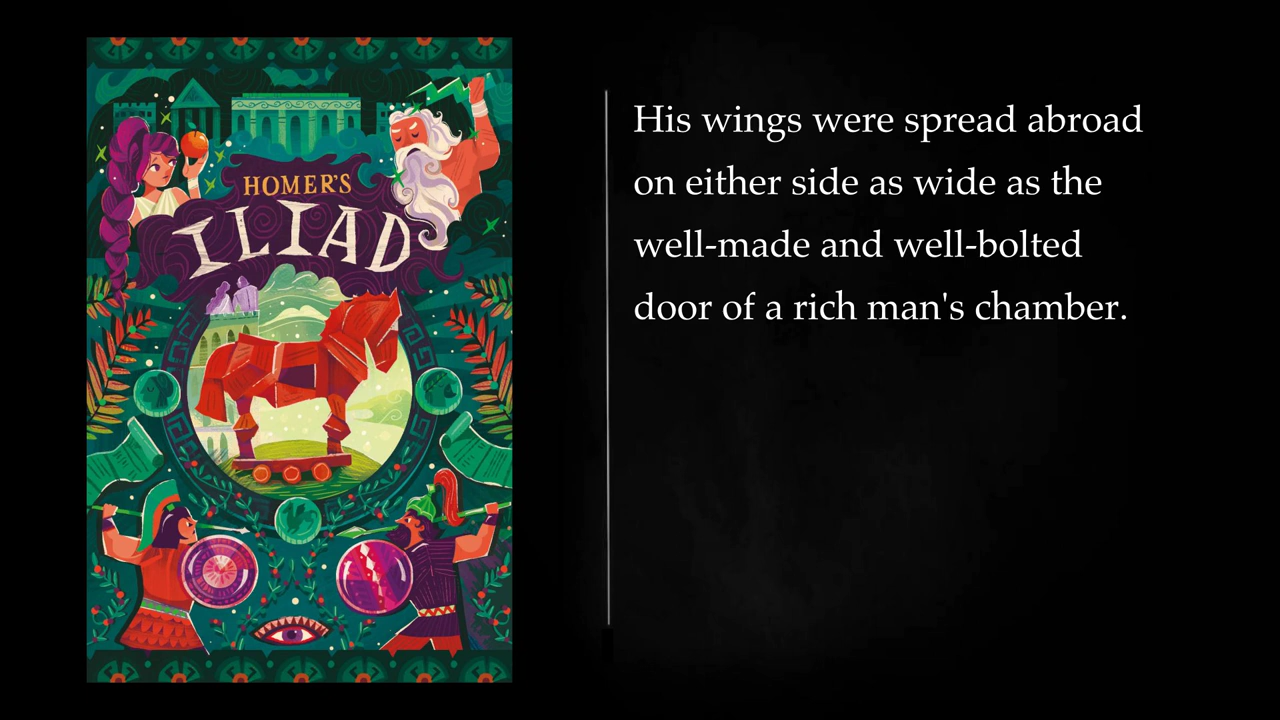 HOMER'S
ILIAD
His wings were spread abroad
on either side as wide as the
well-made and well-bolted
door of a rich man's chamber.